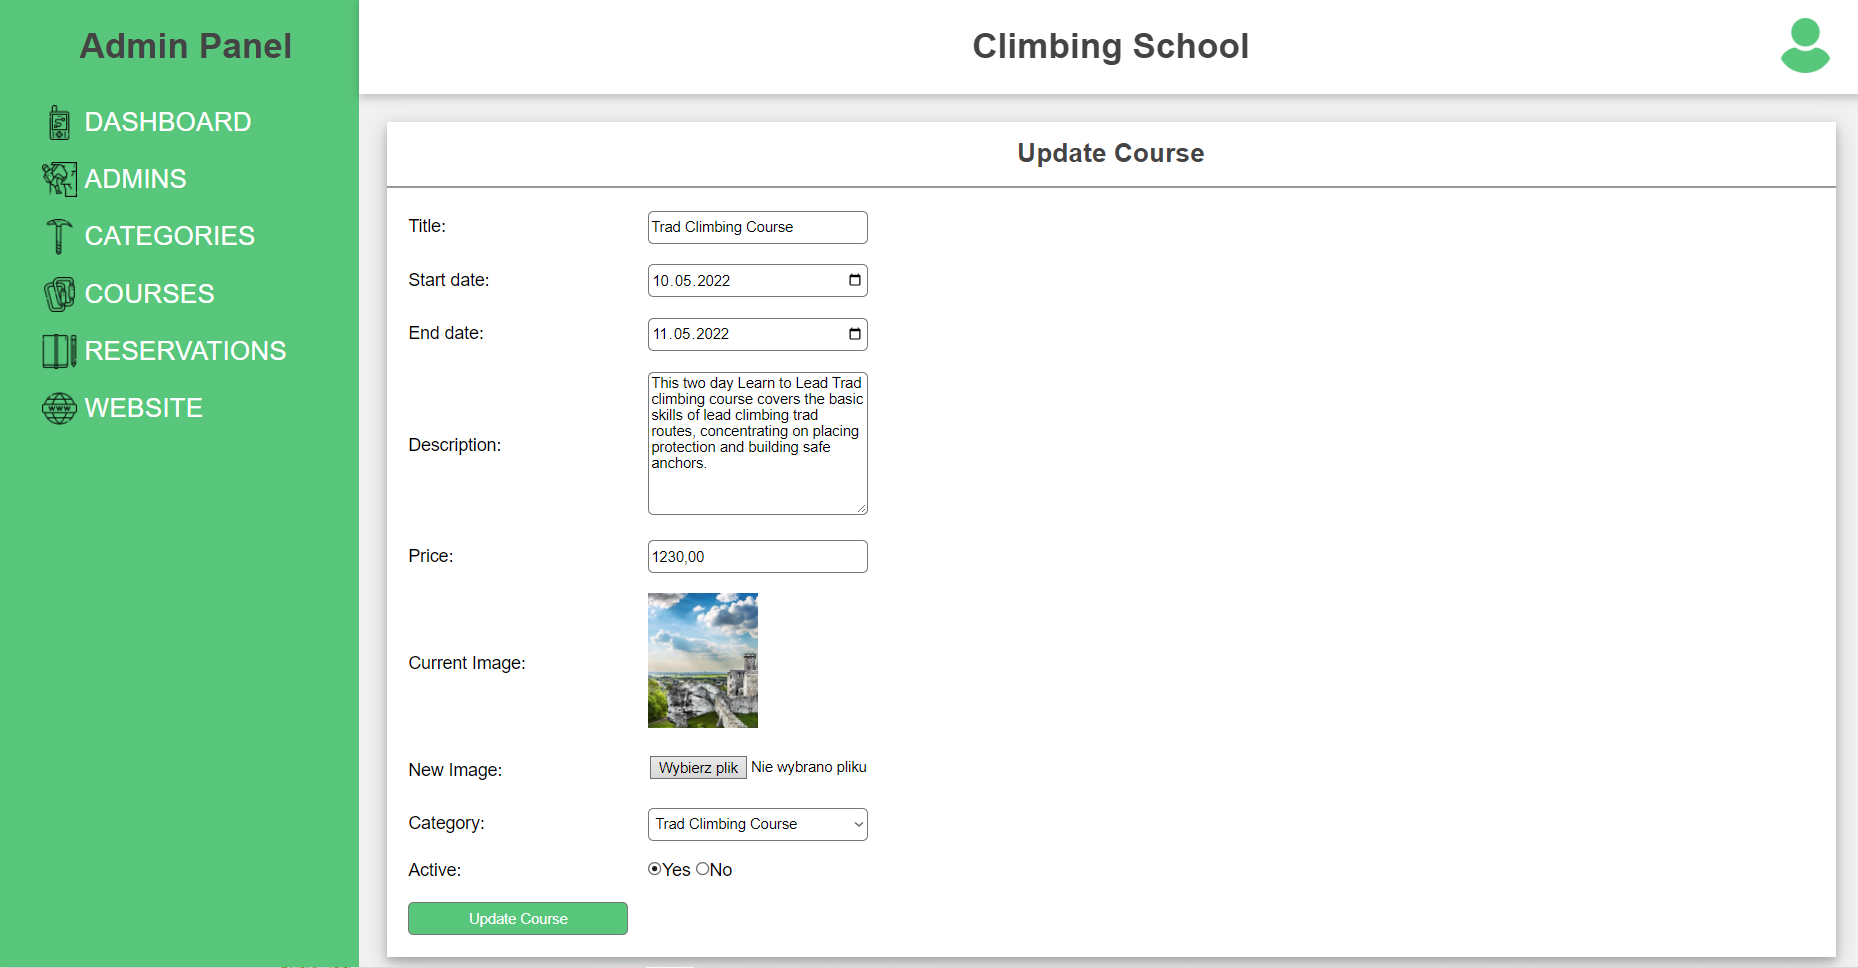 Admin Panel
DASHBOARD
ADMINS
CATEGORIES
COURSES
RESERVATIONS
WWW
WEBSITE
Climbing School
Update Course
Title:
Trad Climbing Course
Start date:
10.05.2022
End date:
11.05.2022
Description:
This two day Learn to Lead Trad
climbing course covers the basic
skills of lead climbing trad
routes, concentrating on placing
protection and building safe
anchors.
Price:
1230,00
Current Image:
New Image:
Wybierz plik Nie wybrano pliku
Category:
Trad Climbing Course
Active:
Yes No
Update Course